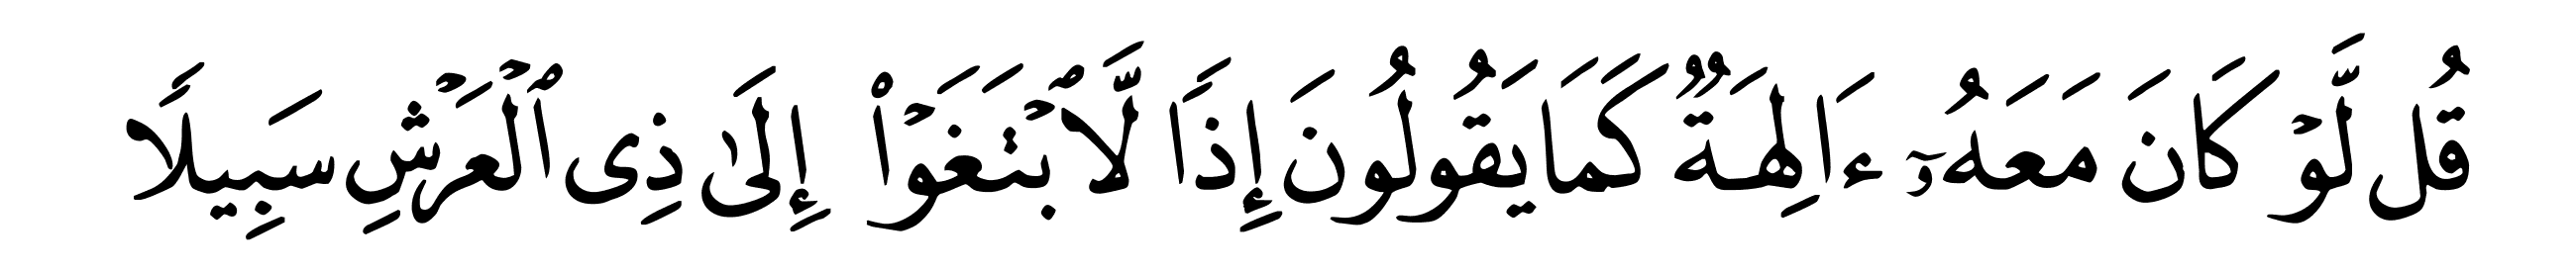 قُل لَّوۡ كَانَ مَعَهُۥٓ ءَالِهَةٞ كَمَا يَقُولُونَ إِذٗا لَّٱبۡتَغَوۡاْ إِلَىٰ ذِي ٱلۡعَرۡشِ سَبِيلٗا